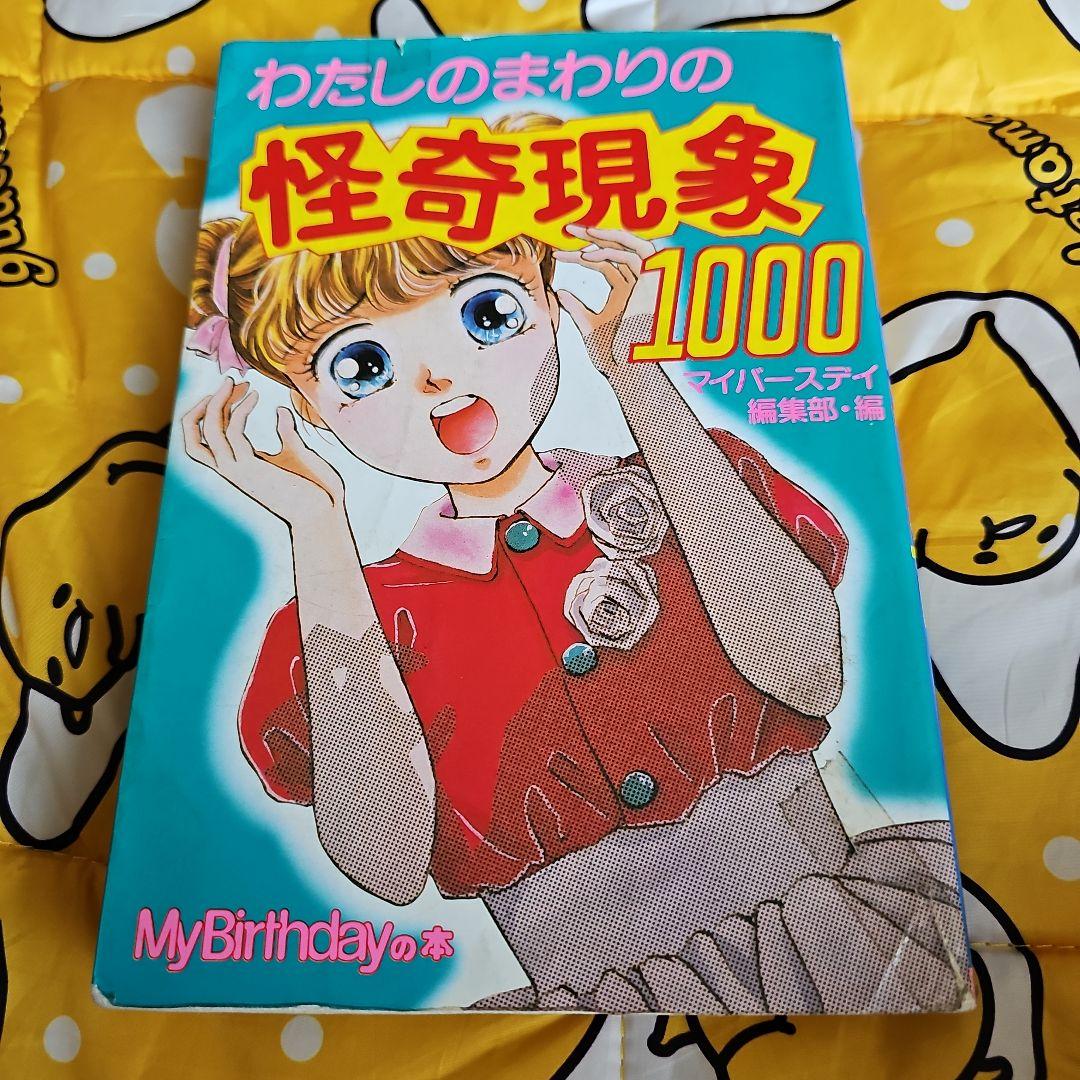 わたしのまわりの
怪奇現象
1000
マイバースデイ
編集部・編
MyBirthdayの本